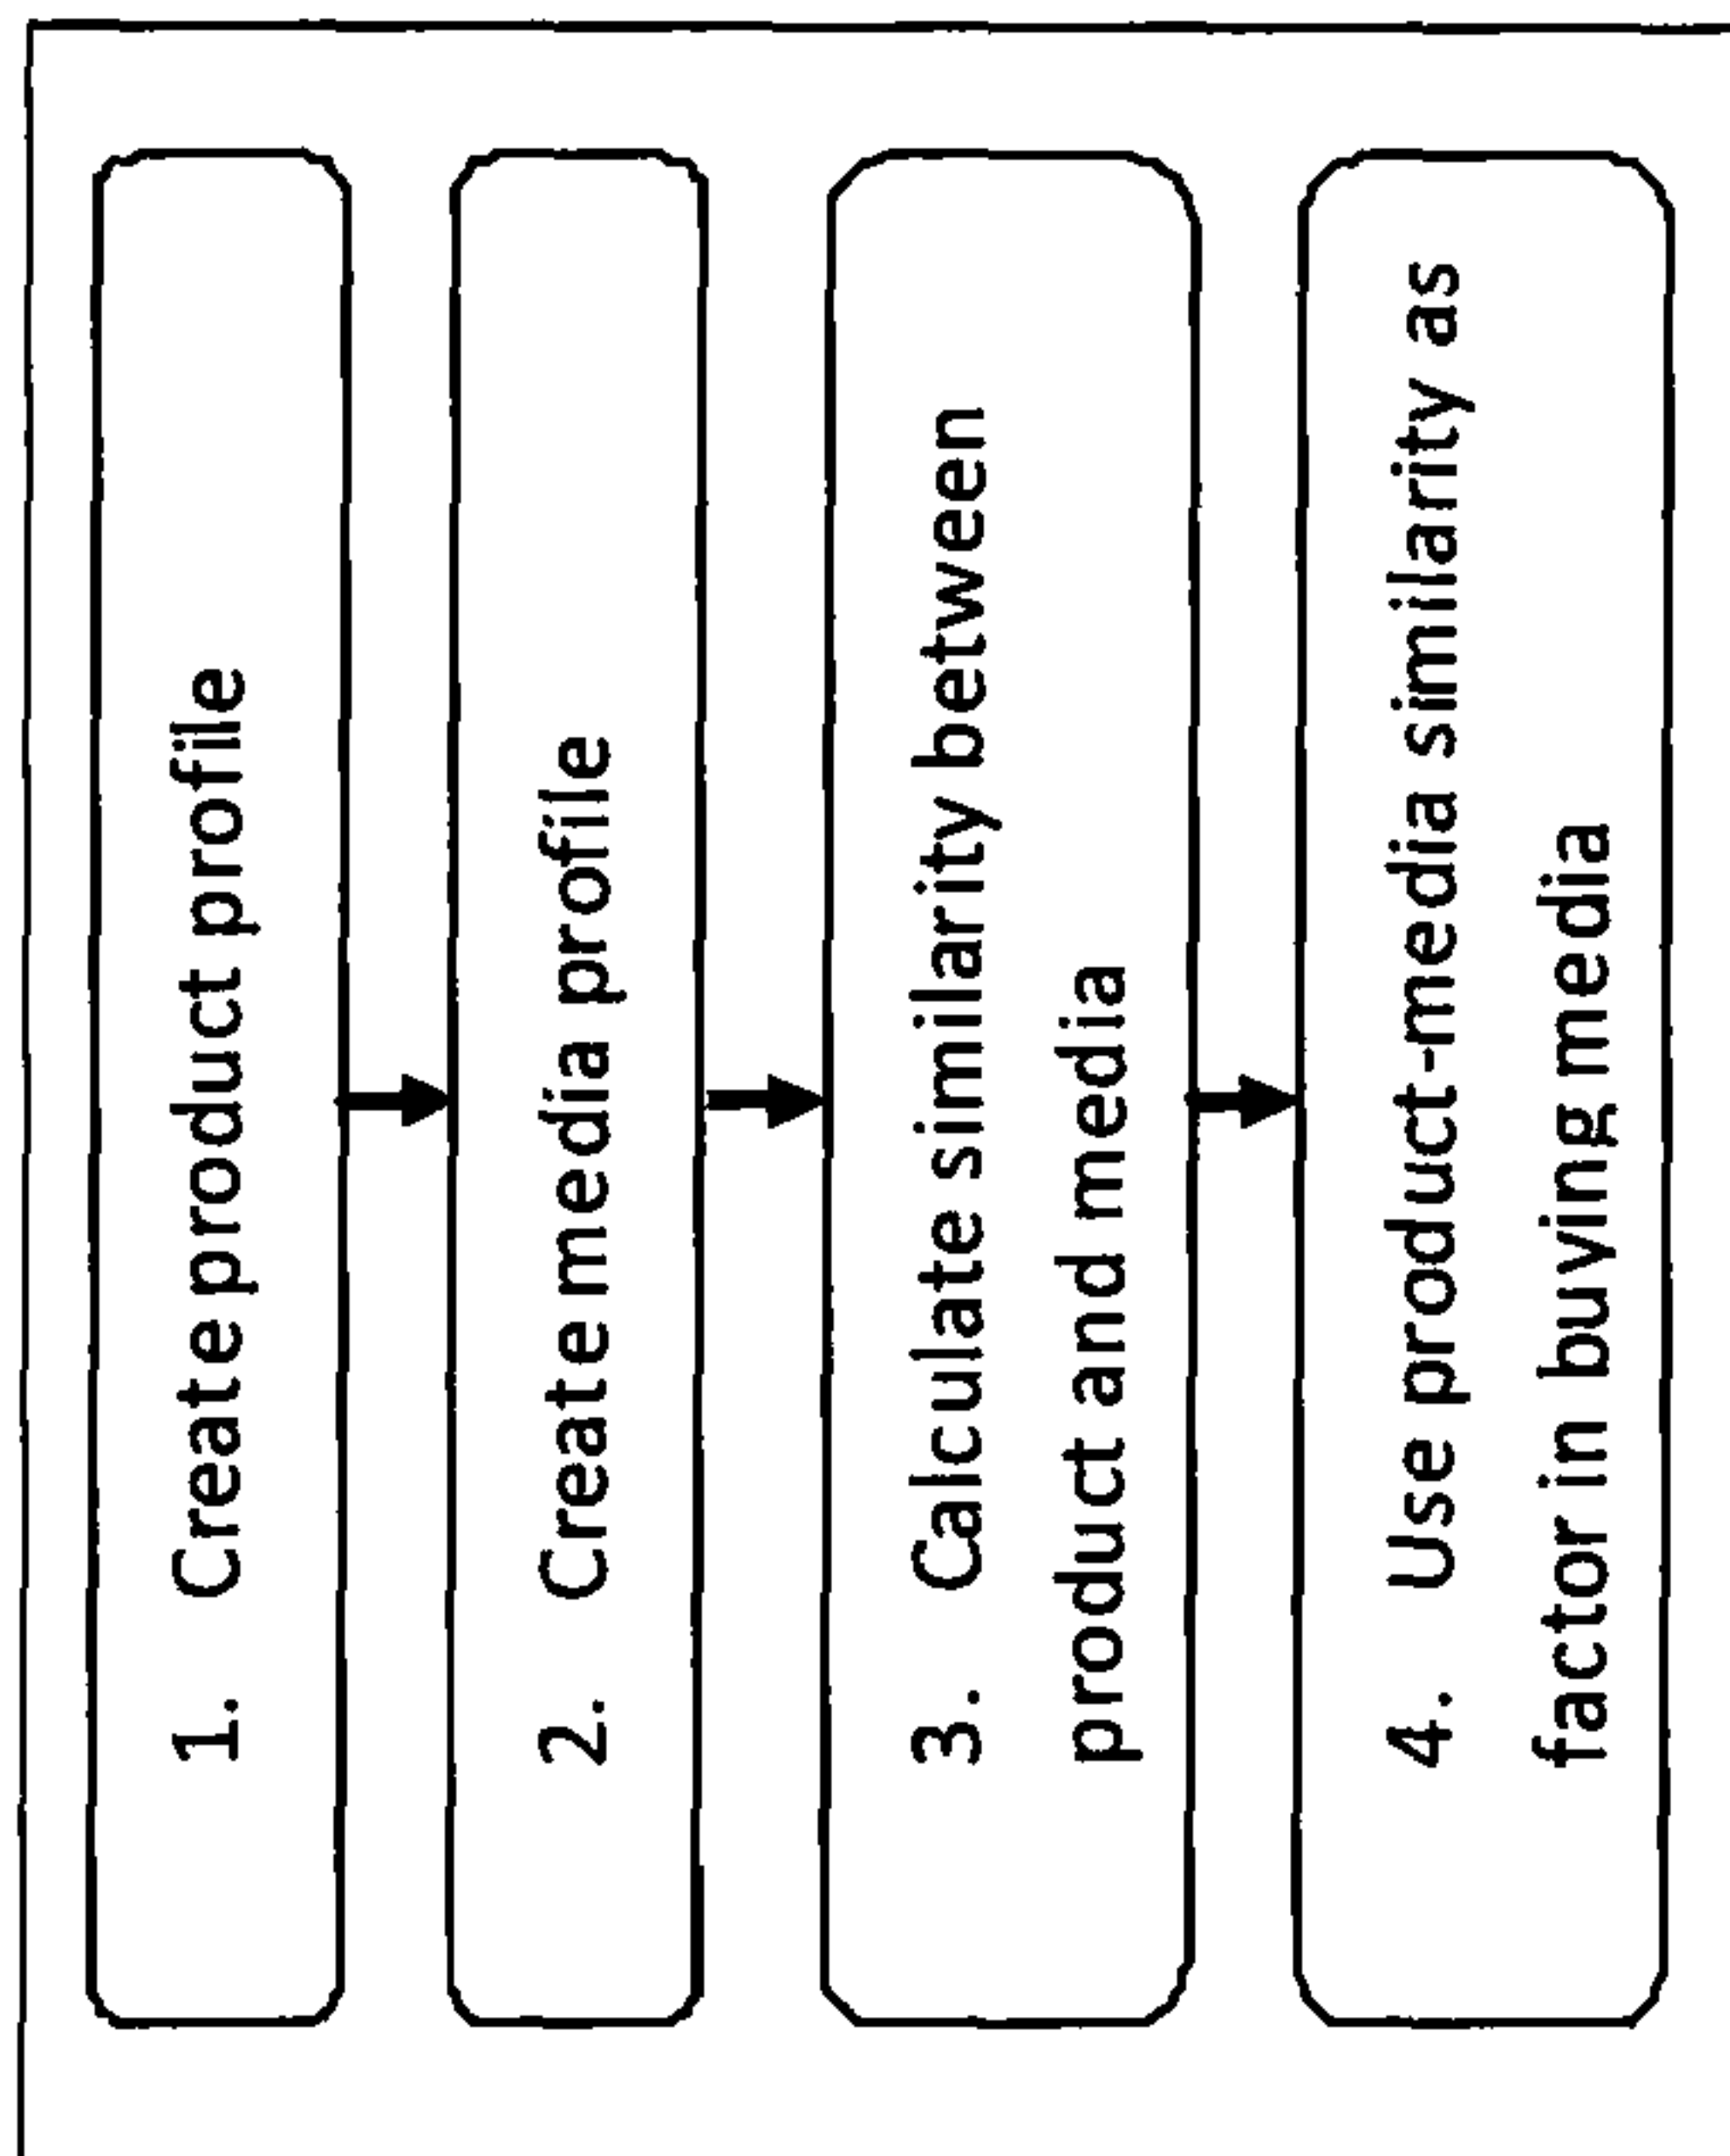 1. Create product profile
2. Create media profile
3. Calculate similarity between
product and media
4. Use product-media similarity as
factor in buying media